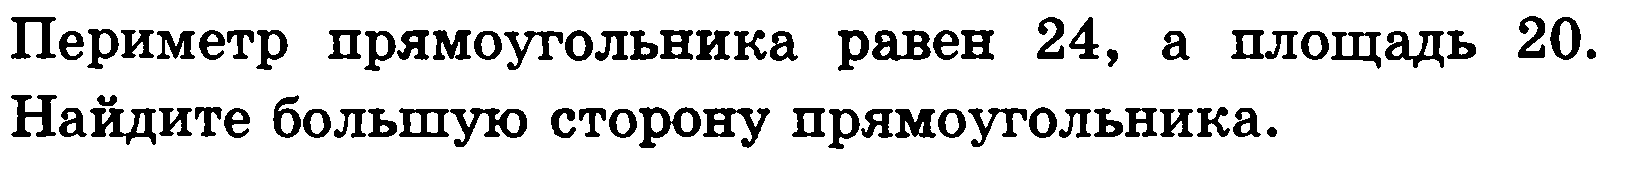 Периметр прямоугольника равен 24, а площадь 20.
Найдите большую сторону прямоугольника.